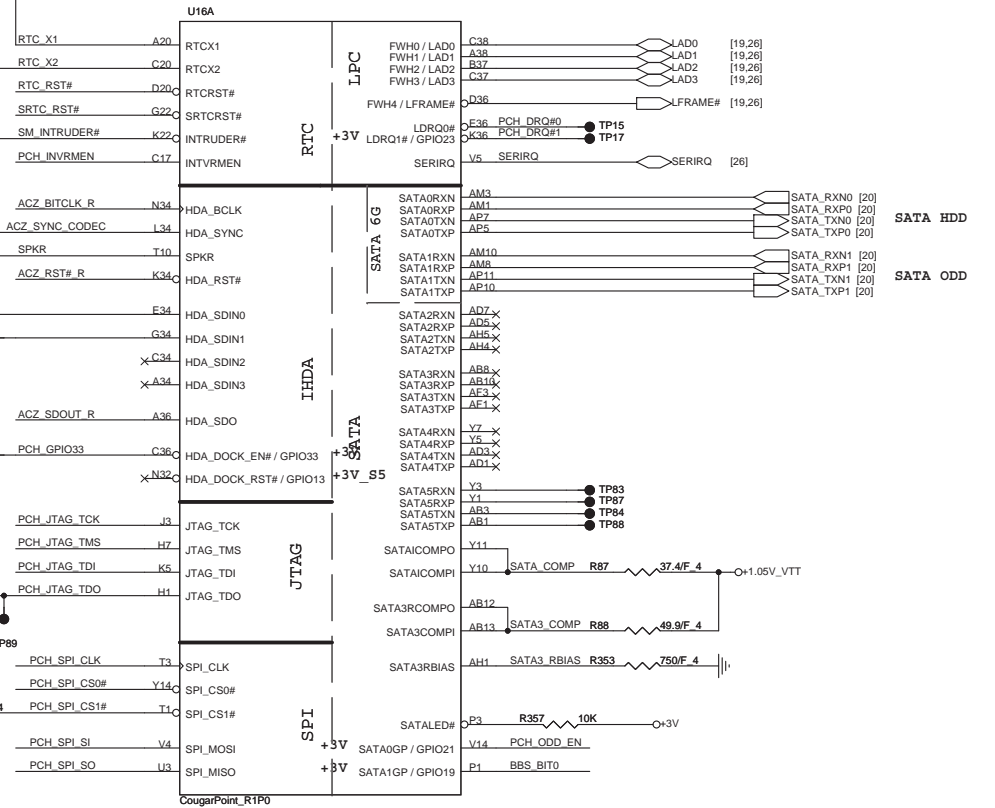 U16A
RTC_X1 A20 RTCX1
RTC_X2 C20 RTCX2
RTC_RST# D20 RTCRST#
SRTC_RST# G22 SRTCRST#
SM_INTRUDER# K22 INTRUDER#
PCH_INVRMEN C17 INTVRMEN
RTC
+3V
LPC
FWH0 / LAD0 C38 LAD0 [19,26]
FWH1 / LAD1 A38 LAD1 [19,26]
FWH2 / LAD2 B37 LAD2 [19,26]
FWH3 / LAD3 C37 LAD3 [19,26]
FWH4 / LFRAME# D36 LFRAME# [19,26]
LDRQ0# E36 PCH_DRQ#0 TP15
LDRQ1# / GPIO23 K36 PCH_DRQ#1 TP17
SERIRQ V5 SERIRQ SERIRQ [26]
ACZ_BITCLK_R N34 HDA_BCLK
ACZ_SYNC_CODEC L34 HDA_SYNC
SPKR T10 SPKR
ACZ_RST#_R K34 HDA_RST#
E34 HDA_SDIN0
G34 HDA_SDIN1
C34 HDA_SDIN2
A34 HDA_SDIN3
ACZ_SDOUT_R A36 HDA_SDO
PCH_GPIO33 C36 HDA_DOCK_EN# / GPIO33 +3V
N32 HDA_DOCK_RST# / GPIO13 +3V_S5
IHDA
SATA 6G
SATA
SATA0RXN AM3 SATA_RXN0 [20]
SATA0RXP AM1 SATA_RXP0 [20]
SATA0TXN AP7 SATA_TXN0 [20]
SATA0TXP AP5 SATA_TXP0 [20]
SATA HDD
SATA1RXN AM10 SATA_RXN1 [20]
SATA1RXP AM8 SATA_RXP1 [20]
SATA1TXN AP11 SATA_TXN1 [20]
SATA1TXP AP10 SATA_TXP1 [20]
SATA ODD
SATA2RXN AD7
SATA2RXP AD5
SATA2TXN AH5
SATA2TXP AH4
SATA3RXN AB8
SATA3RXP AB10
SATA3TXN AF3
SATA3TXP AF1
SATA4RXN Y7
SATA4RXP Y5
SATA4TXN AD3
SATA4TXP AD1
SATA5RXN Y3 TP83
SATA5RXP Y1 TP87
SATA5TXN AB3 TP84
SATA5TXP AB1 TP88
PCH_JTAG_TCK J3 JTAG_TCK
PCH_JTAG_TMS H7 JTAG_TMS
PCH_JTAG_TDI K5 JTAG_TDI
PCH_JTAG_TDO H1 JTAG_TDO
P89
JTAG
SATAICOMPO Y11
SATAICOMPI Y10 SATA_COMP R87 37.4/F_4 +1.05V_VTT
SATA3RCOMPO AB12
SATA3COMPI AB13 SATA3_COMP R88 49.9/F_4
SATA3RBIAS AH1 SATA3_RBIAS R353 750/F_4
PCH_SPI_CLK T3 SPI_CLK
PCH_SPI_CS0# Y14 SPI_CS0#
4 PCH_SPI_CS1# T1 SPI_CS1#
PCH_SPI_SI V4 SPI_MOSI
PCH_SPI_SO U3 SPI_MISO
SPI
SATALED# P3 R357 10K +3V
+3V SATA0GP / GPIO21 V14 PCH_ODD_EN
+3V SATA1GP / GPIO19 P1 BBS_BIT0
CougarPoint_R1P0